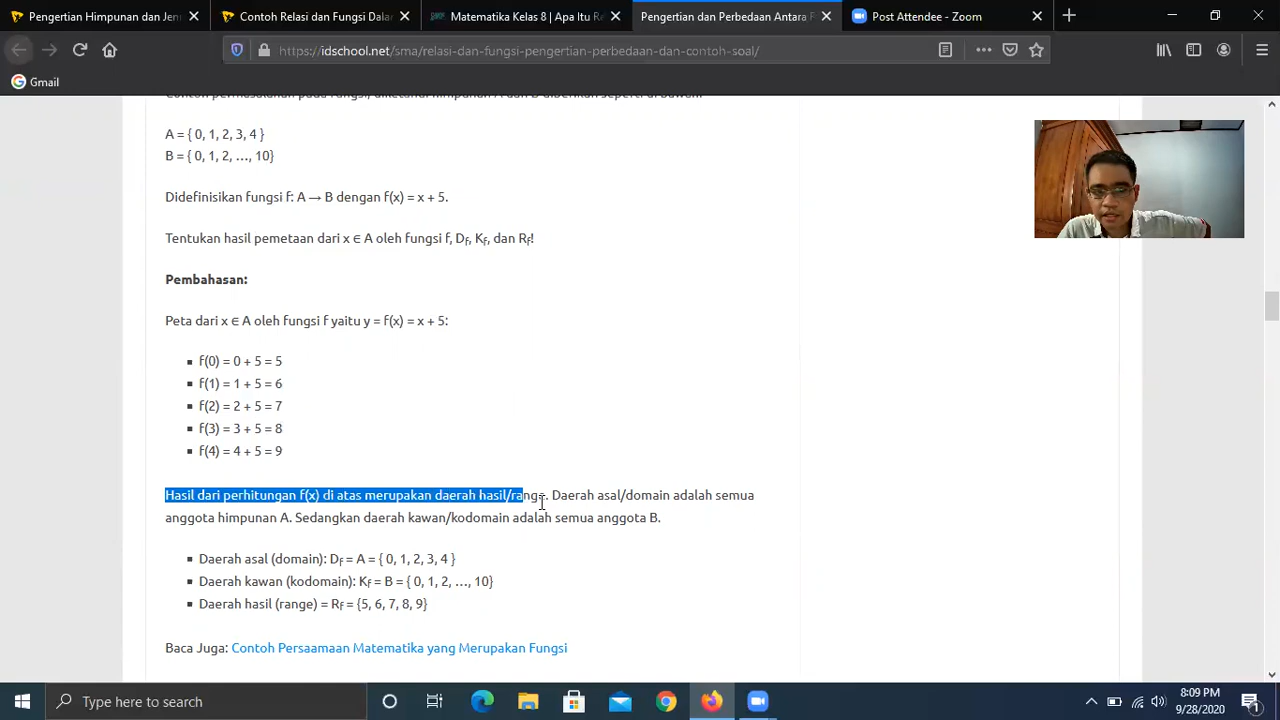 Pengertian Himpunan dan Jenis
Contoh Relasi dan Fungsi Dalam
Matematika Kelas 8 | Apa Itu Re
Pengertian dan Perbedaan Antara F
Post Attendee - Zoom
https://idschool.net/sma/relasi-dan-fungsi-pengertian-perbedaan-dan-contoh-soal/
Gmail
A = { 0, 1, 2, 3, 4 }
B = { 0, 1, 2, …, 10}
Didefinisikan fungsi f: A → B dengan f(x) = x + 5.
Tentukan hasil pemetaan dari x ∈ A oleh fungsi f, Df, Kf, dan Rf!
Pembahasan:
Peta dari x ∈ A oleh fungsi f yaitu y = f(x) = x + 5:
f(0) = 0 + 5 = 5
f(1) = 1 + 5 = 6
f(2) = 2 + 5 = 7
f(3) = 3 + 5 = 8
f(4) = 4 + 5 = 9
Hasil dari perhitungan f(x) di atas merupakan daerah hasil/range. Daerah asal/domain adalah semua
anggota himpunan A. Sedangkan daerah kawan/kodomain adalah semua anggota B.
Daerah asal (domain): Df = A = { 0, 1, 2, 3, 4 }
Daerah kawan (kodomain): Kf = B = { 0, 1, 2, …, 10}
Daerah hasil (range) = Rf = {5, 6, 7, 8, 9}
Baca Juga: Contoh Persaamaan Matematika yang Merupakan Fungsi
Type here to search
8:09 PM
9/28/2020